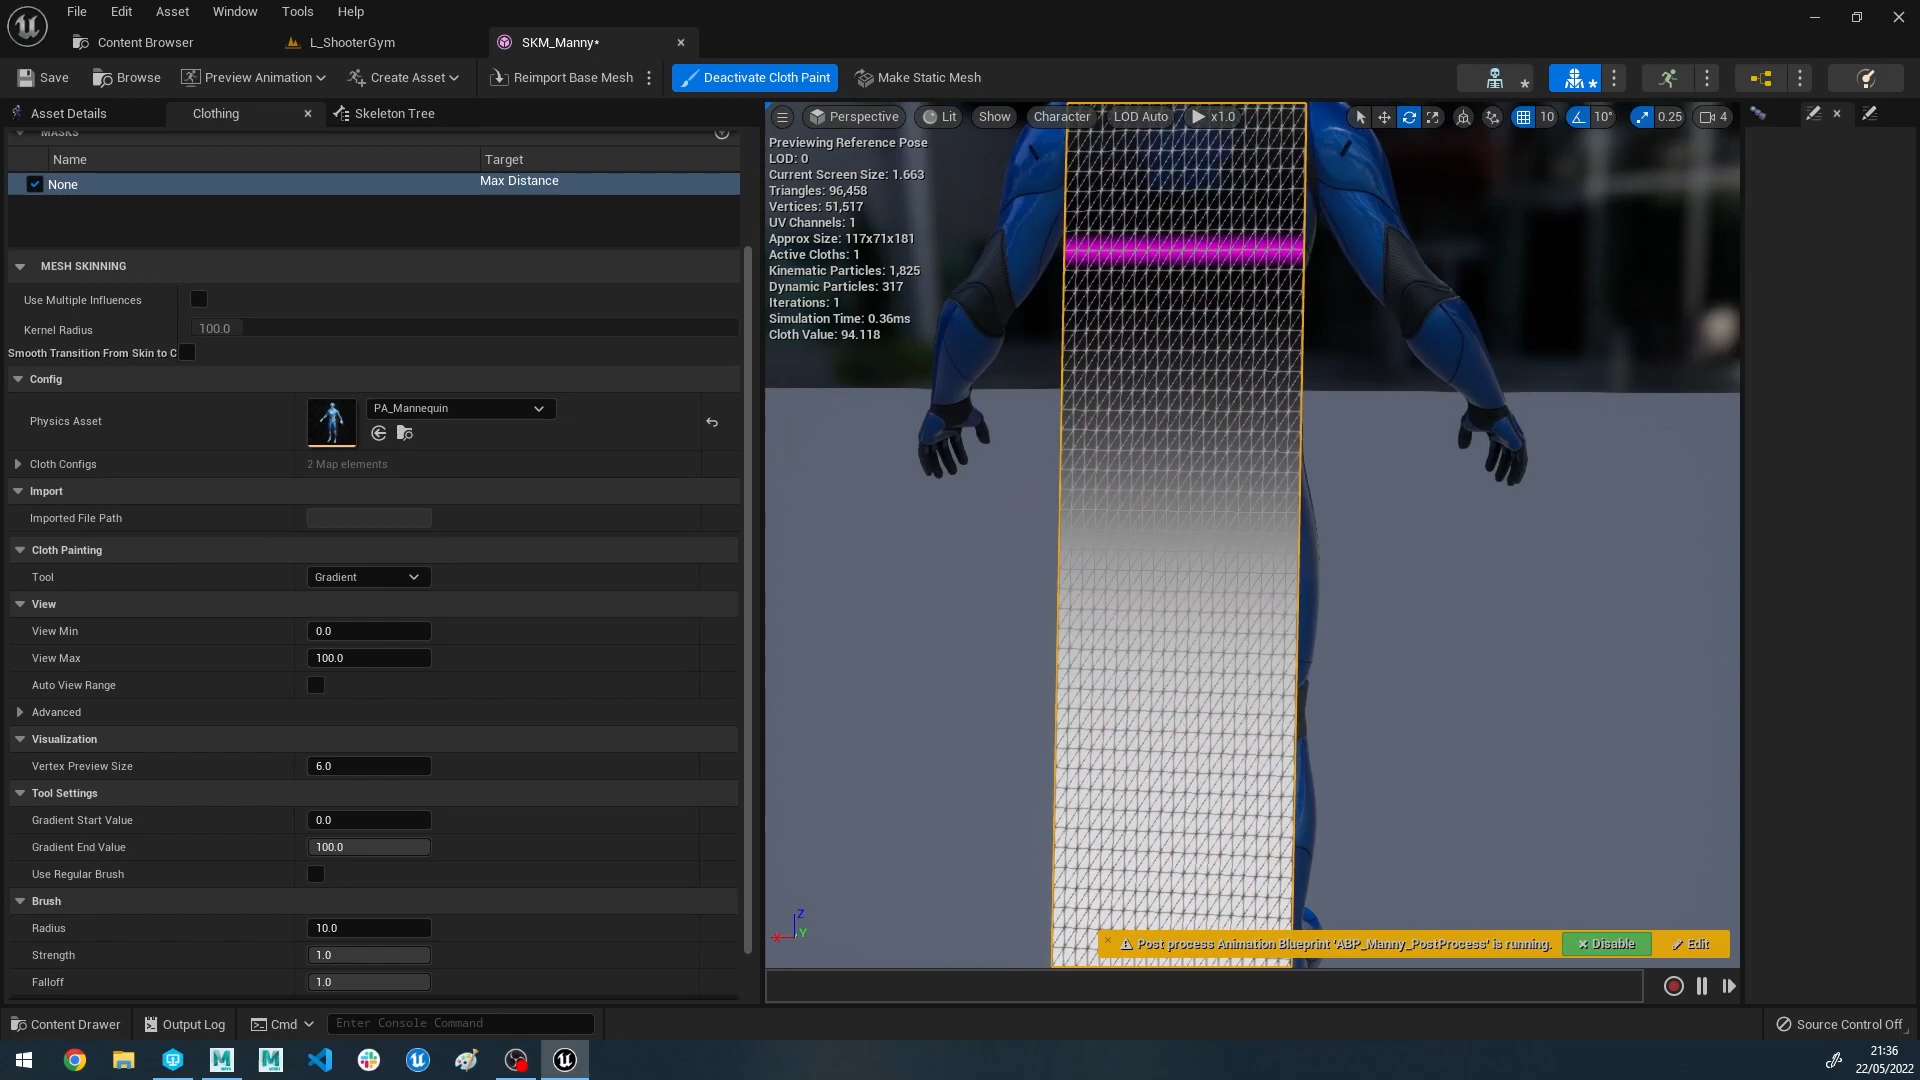 File Edit Asset Window Tools Help
Content Browser L_ShooterGym SKM_Manny*
Save Browse Preview Animation Create Asset Reimport Base Mesh Deactivate Cloth Paint Make Static Mesh
Asset Details Clothing Skeleton Tree
MASKS
Name Target
None Max Distance
MESH SKINNING
Use Multiple Influences
Kernel Radius 100.0
Smooth Transition From Skin to C
Config
Physics Asset PA_Mannequin
Cloth Configs 2 Map elements
Import
Imported File Path
Cloth Painting
Tool Gradient
View
View Min 0.0
View Max 100.0
Auto View Range
Advanced
Visualization
Vertex Preview Size 6.0
Tool Settings
Gradient Start Value 0.0
Gradient End Value 100.0
Use Regular Brush
Brush
Radius 10.0
Strength 1.0
Falloff 1.0
Perspective Lit Show Character LOD Auto x1.0 10 10° 0.25 4
Previewing Reference Pose
LOD: 0
Current Screen Size: 1.663
Triangles: 96,458
Vertices: 51,517
UV Channels: 1
Approx Size: 117x71x181
Active Cloths: 1
Kinematic Particles: 1,825
Dynamic Particles: 317
Iterations: 1
Simulation Time: 0.36ms
Cloth Value: 94.118
Z
X Y
Post process Animation Blueprint 'ABP_Manny_PostProcess' is running. Disable Edit
Content Drawer Output Log Cmd Enter Console Command Source Control Off
21:36
22/05/2022